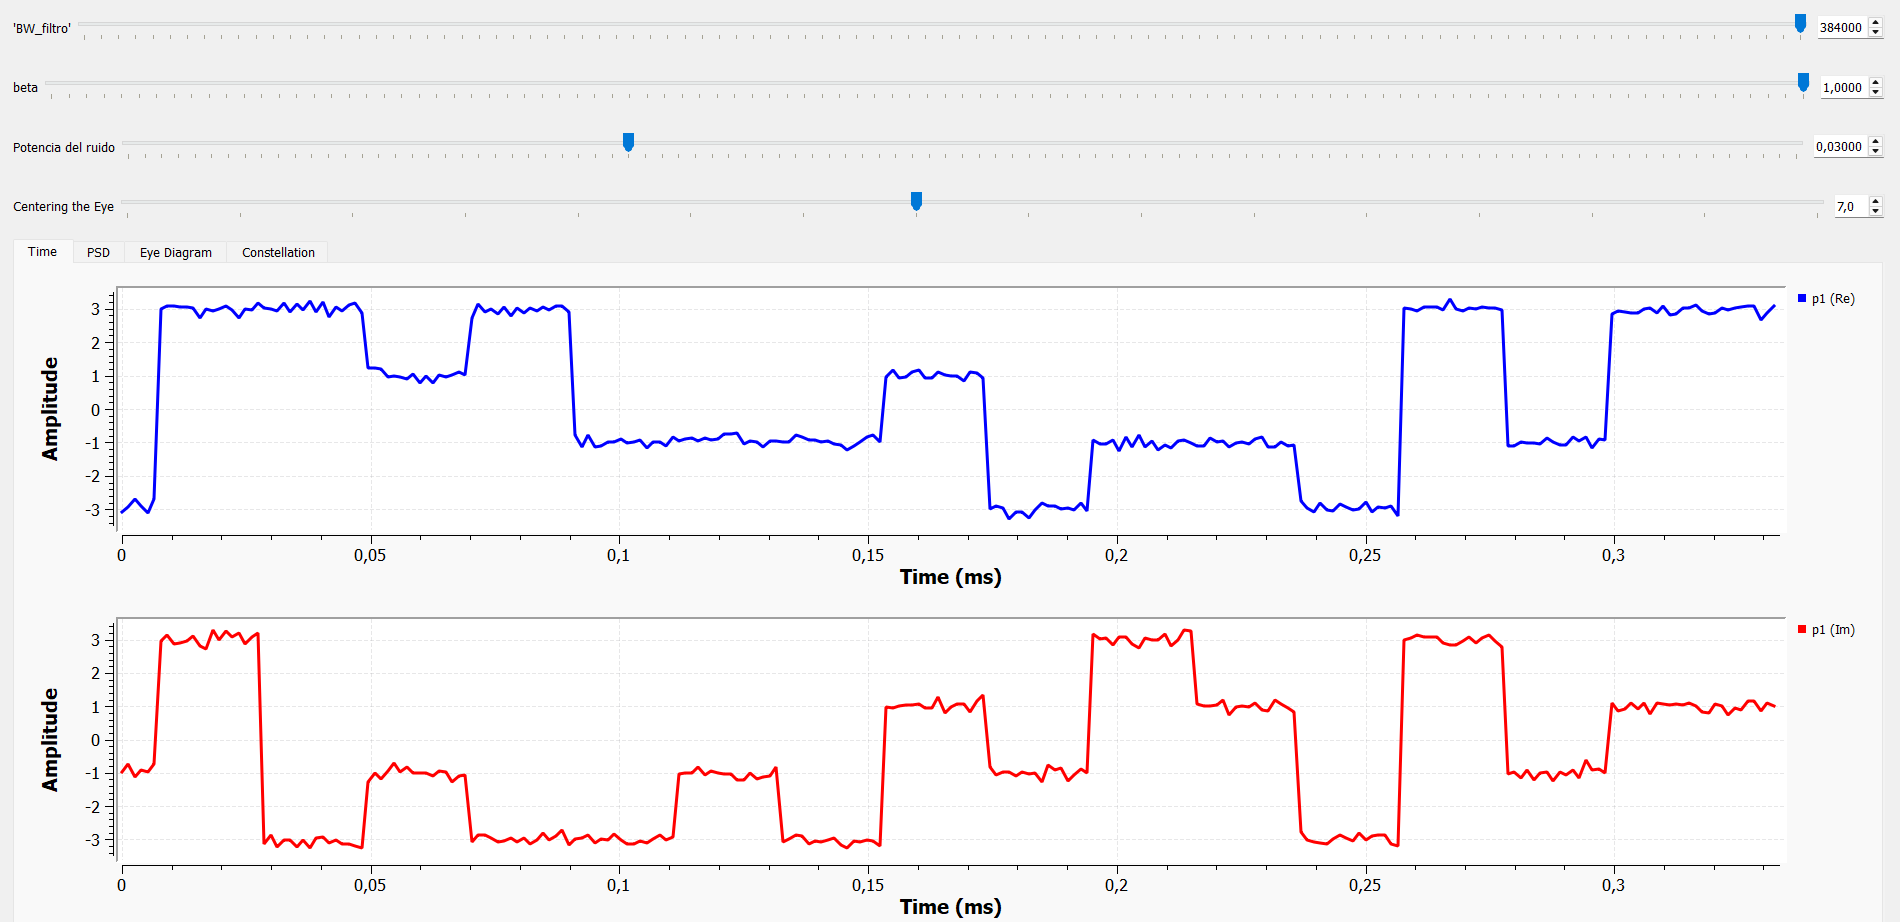 'BW_filtro' 384000
beta 1,0000
Potencia del ruido 0,03000
Centering the Eye 7,0
Time PSD Eye Diagram Constellation
p1 (Re)
Amplitude
3
2
1
0
-1
-2
-3
0 0,05 0,1 0,15 0,2 0,25 0,3
Time (ms)
p1 (Im)
Amplitude
3
2
1
0
-1
-2
-3
0 0,05 0,1 0,15 0,2 0,25 0,3
Time (ms)